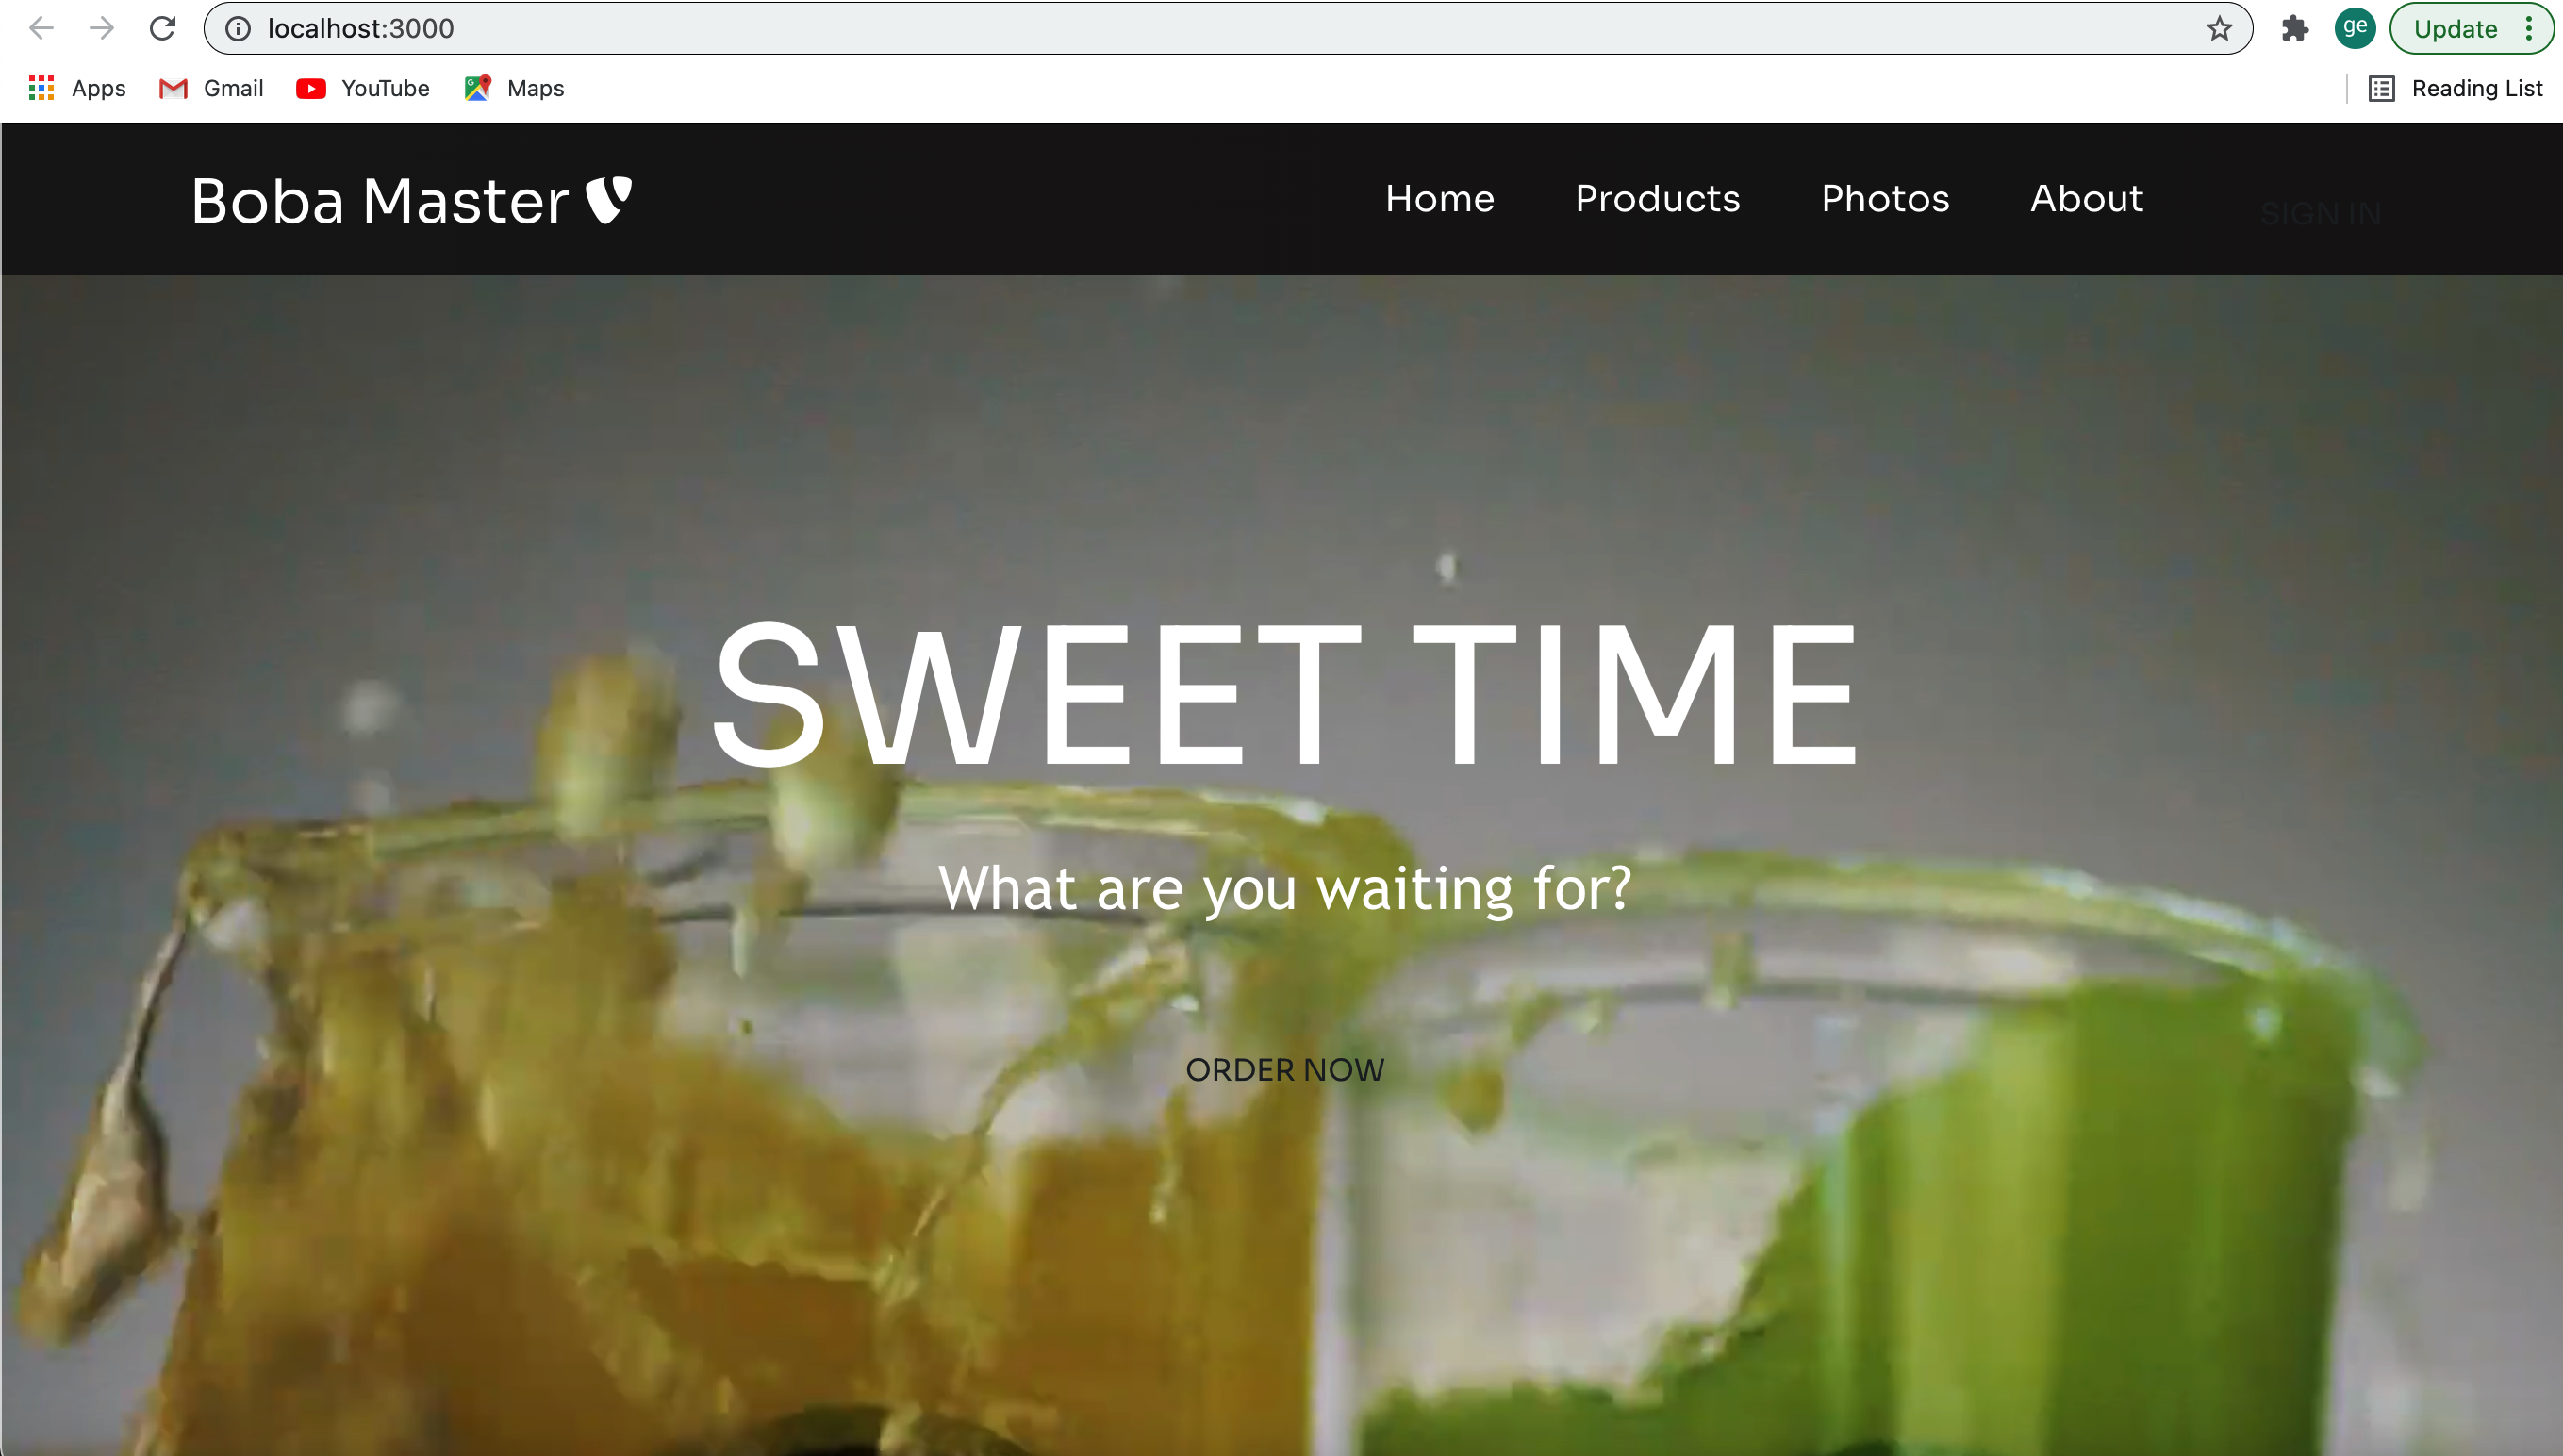 localhost:3000
ge
Update
Apps Gmail YouTube Maps Reading List
Boba Master Home Products Photos About SIGN IN
SWEET TIME
What are you waiting for?
ORDER NOW